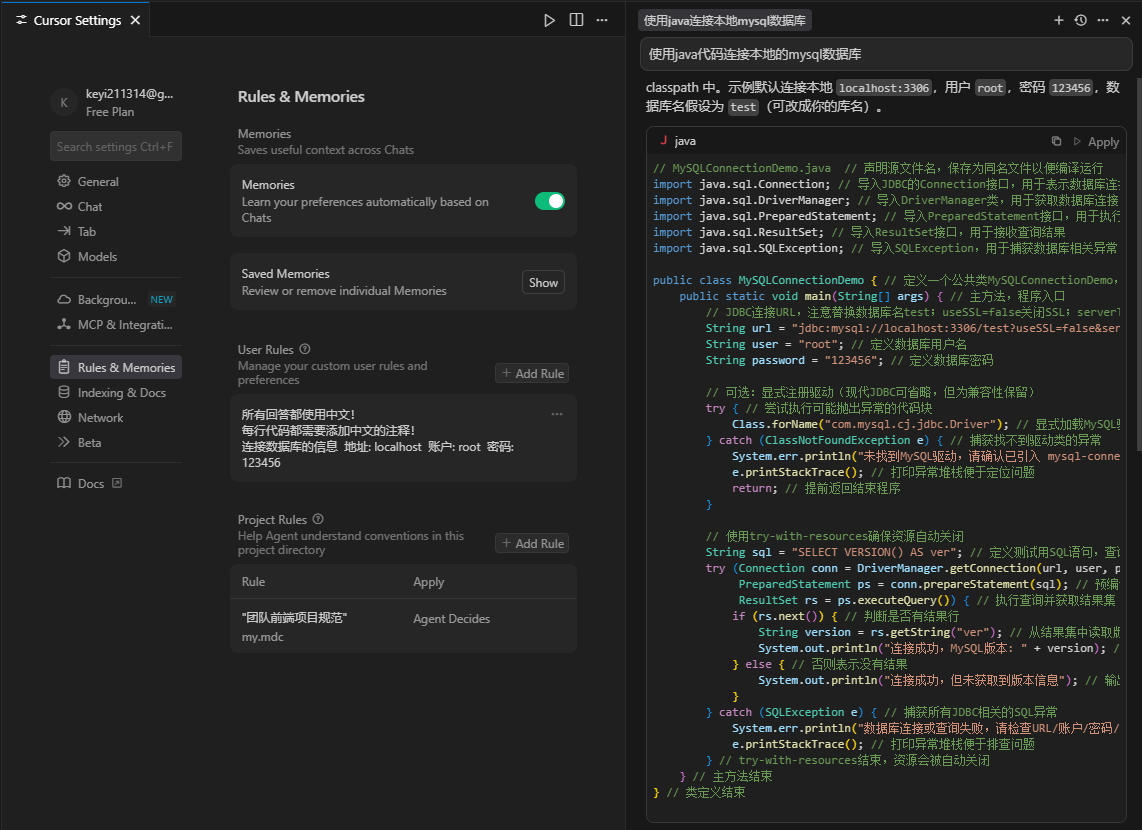 Cursor Settings
K
keyi211314@g...
Free Plan
Search settings Ctrl+F
General
Chat
Tab
Models
Backgrou... NEW
MCP & Integrati...
Rules & Memories
Indexing & Docs
Network
Beta
Docs
Rules & Memories
Memories
Saves useful context across Chats
Memories
Learn your preferences automatically based on
Chats
Saved Memories
Review or remove individual Memories
Show
User Rules
Manage your custom user rules and
preferences
+ Add Rule
所有回答都使用中文！
每行代码都需要添加中文的注释！
连接数据库的信息 地址: localhost 账户: root 密码:
123456
Project Rules
Help Agent understand conventions in this
project directory
+ Add Rule
Rule Apply
"团队前端项目规范" Agent Decides
my.mdc
使用java连接本地mysql数据库
使用java代码连接本地的mysql数据库
classpath 中。示例默认连接本地 localhost:3306，用户 root，密码 123456，数
据库名假设为 test（可改成你的库名）。
java Apply
// MySQLConnectionDemo.java  // 声明源文件名，保存为同名文件以便编译运行
import java.sql.Connection; // 导入JDBC的Connection接口，用于表示数据库连
import java.sql.DriverManager; // 导入DriverManager类，用于获取数据库连接
import java.sql.PreparedStatement; // 导入PreparedStatement接口，用于执行
import java.sql.ResultSet; // 导入ResultSet接口，用于接收查询结果
import java.sql.SQLException; // 导入SQLException，用于捕获数据库相关异常
public class MySQLConnectionDemo { // 定义一个公共类MySQLConnectionDemo，
public static void main(String[] args) { // 主方法，程序入口
// JDBC连接URL，注意替换数据库名test；useSSL=false关闭SSL；server
String url = "jdbc:mysql://localhost:3306/test?useSSL=false&ser
String user = "root"; // 定义数据库用户名
String password = "123456"; // 定义数据库密码
// 可选：显式注册驱动（现代JDBC可省略，但为兼容性保留）
try { // 尝试执行可能抛出异常的代码块
Class.forName("com.mysql.cj.jdbc.Driver"); // 显式加载MySQL
} catch (ClassNotFoundException e) { // 捕获找不到驱动类的异常
System.err.println("未找到MySQL驱动，请确认已引入 mysql-conne
e.printStackTrace(); // 打印异常堆栈便于定位问题
return; // 提前返回结束程序
}
// 使用try-with-resources确保资源自动关闭
String sql = "SELECT VERSION() AS ver"; // 定义测试用SQL语句，查
try (Connection conn = DriverManager.getConnection(url, user, p
PreparedStatement ps = conn.prepareStatement(sql); // 预编
ResultSet rs = ps.executeQuery()) { // 执行查询并获取结果集
if (rs.next()) { // 判断是否有结果行
String version = rs.getString("ver"); // 从结果集中读取版
System.out.println("连接成功，MySQL版本: " + version); /
} else { // 否则表示没有结果
System.out.println("连接成功，但未获取到版本信息"); // 输
}
} catch (SQLException e) { // 捕获所有JDBC相关的SQL异常
System.err.println("数据库连接或查询失败，请检查URL/账户/密码/
e.printStackTrace(); // 打印异常堆栈便于排查问题
} // try-with-resources结束，资源会被自动关闭
} // 主方法结束
} // 类定义结束